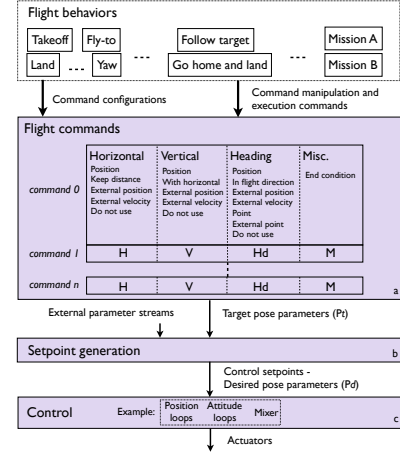 Flight behaviors
Takeoff Fly-to Follow target Mission A
Land ... Yaw ... Go home and land ... Mission B
Command configurations
Command manipulation and
execution commands
Flight commands
Horizontal
Position
Keep distance
External position
External velocity
Do not use
Vertical
Position
With horizontal
External position
External velocity
Do not use
Heading
Position
In flight direction
External position
External velocity
Point
External point
Do not use
Misc.
End condition
command 0
command 1 H V Hd M
command n H V Hd M
a
External parameter streams
Target pose parameters (Pt)
Setpoint generation
b
Control setpoints -
Desired pose parameters (Pd)
Control
Example:
Position
loops
Attitude
loops
Mixer
c
Actuators